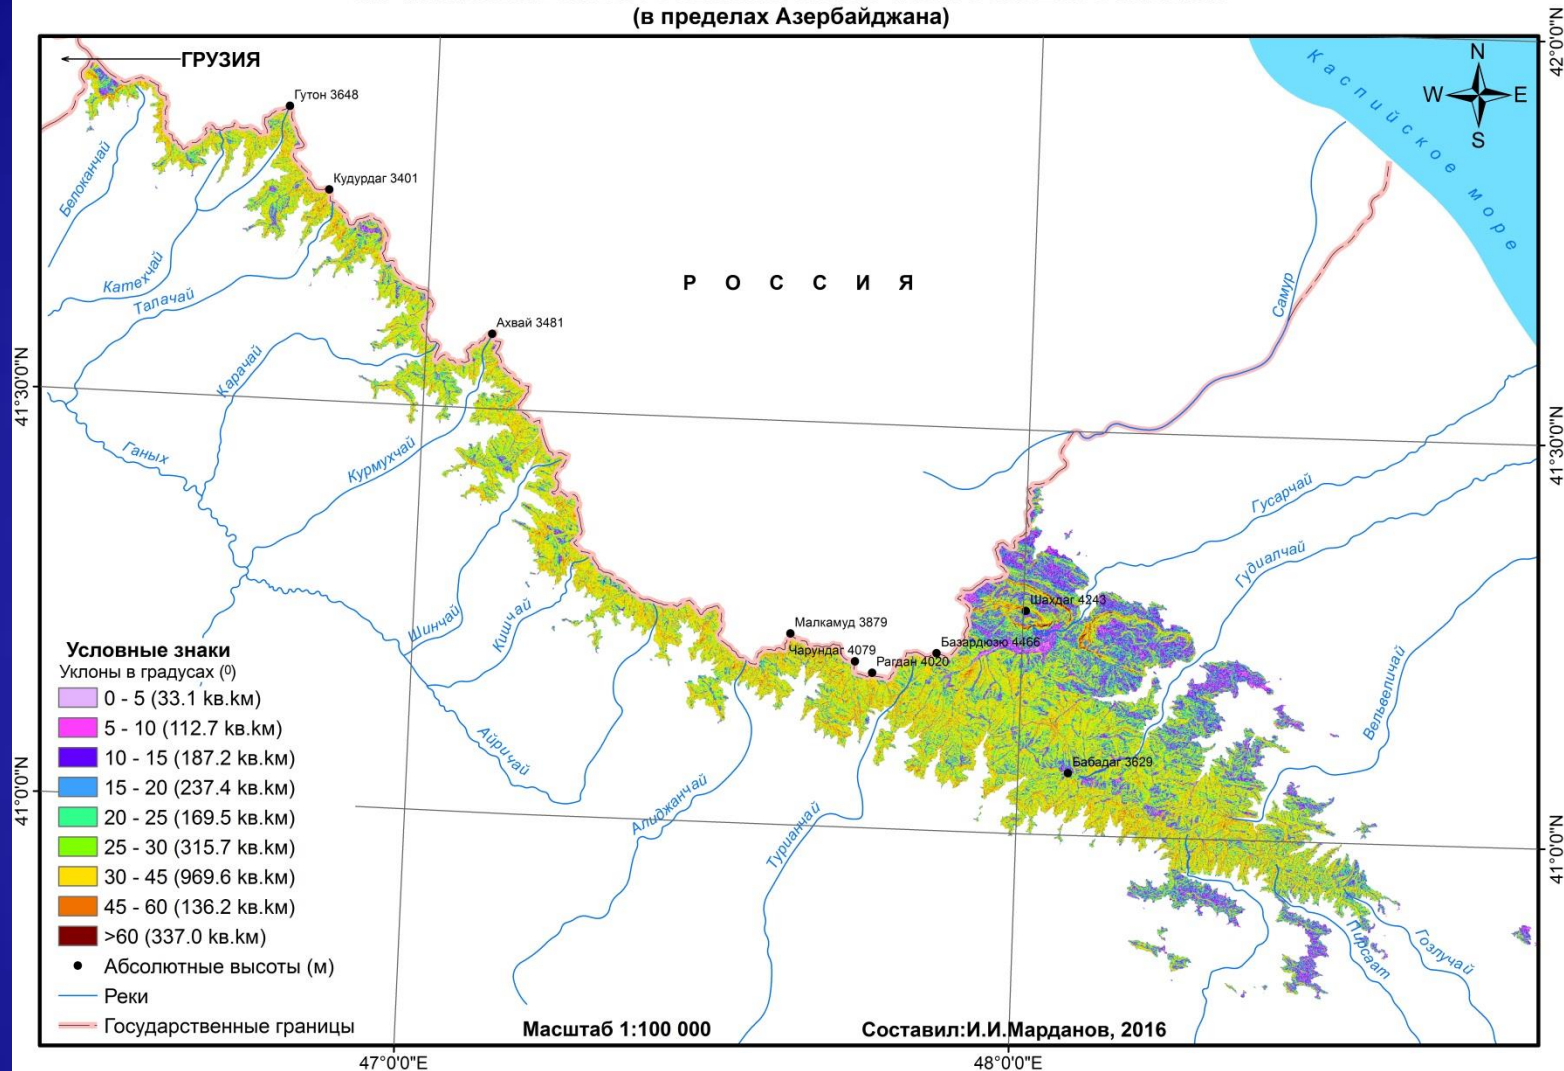 (в пределах Азербайджана)
42°0'0"N
ГРУЗИЯ
N
W E
S
Каспийское море
Гутон 3648
Белоканчай
Кудурдаг 3401
Катехчай
Талачай
РОССИЯ
Самур
Ахвай 3481
Карачай
41°30'0"N
41°30'0"N
Ганых
Курмухчай
Гусарчай
Гудиалчай
Шинчай
Кишчай
Шахдаг 4243
Малкамуд 3879
Базардюзю 4466
Чарундаг 4079
Рагдан 4020
Вельвеличай
Айричай
Бабадаг 3629
Алиджанчай
Турианчай
41°0'0"N
41°0'0"N
Пирсаат
Гозлучай
Условные знаки
Уклоны в градусах (⁰)
0 - 5 (33.1 кв.км)
5 - 10 (112.7 кв.км)
10 - 15 (187.2 кв.км)
15 - 20 (237.4 кв.км)
20 - 25 (169.5 кв.км)
25 - 30 (315.7 кв.км)
30 - 45 (969.6 кв.км)
45 - 60 (136.2 кв.км)
>60 (337.0 кв.км)
Абсолютные высоты (м)
Реки
Государственные границы
Масштаб 1:100 000
Составил:И.И.Марданов, 2016
47°0'0"E
48°0'0"E